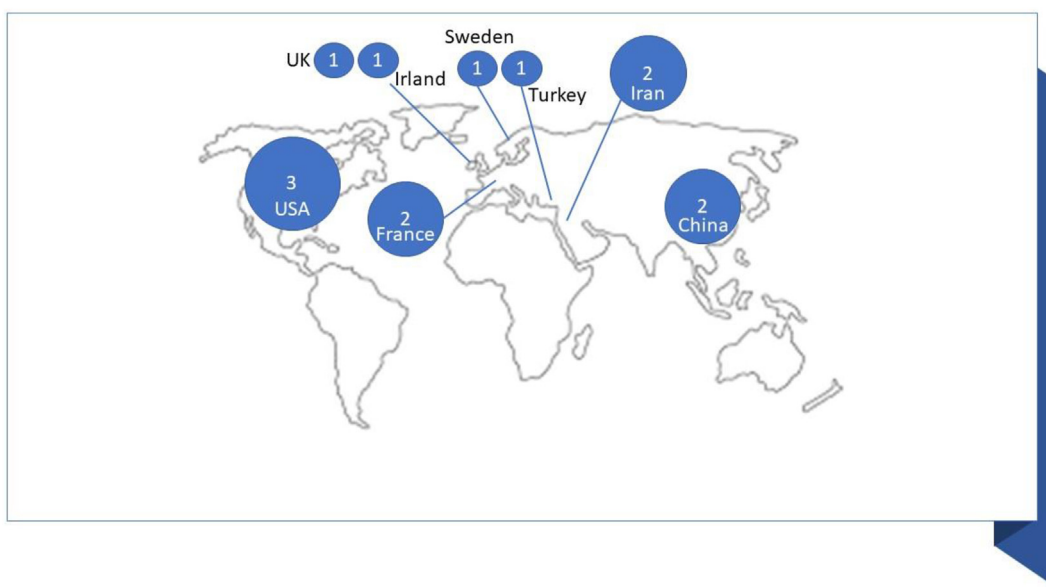 Sweden
UK 1 1
Irland
1 1
Turkey
2
Iran
3
USA
2
France
2
China